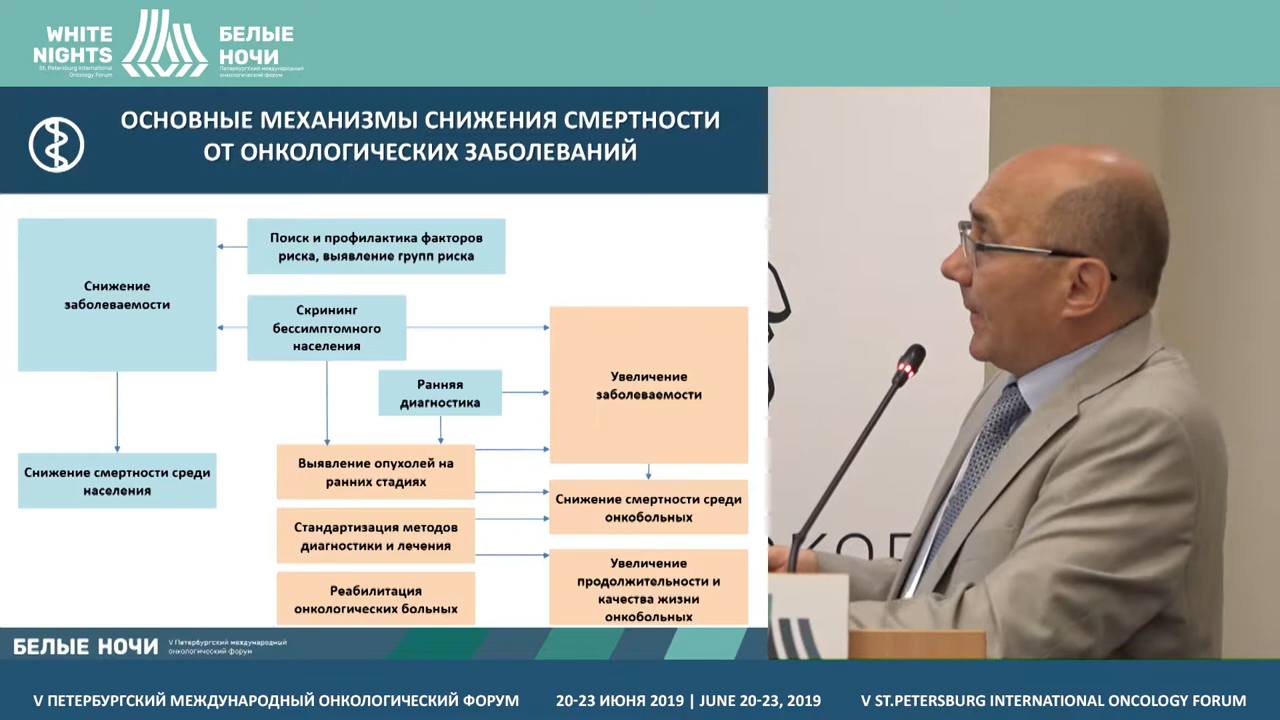 WHITE
NIGHTS
St. Petersburg International
Oncology Forum
БЕЛЫЕ
НОЧИ
Петербургский международный
онкологический форум
ОСНОВНЫЕ МЕХАНИЗМЫ СНИЖЕНИЯ СМЕРТНОСТИ
ОТ ОНКОЛОГИЧЕСКИХ ЗАБОЛЕВАНИЙ
Поиск и профилактика факторов
риска, выявление групп риска
Снижение
заболеваемости
Скрининг
бессимптомного
населения
Ранняя
диагностика
Увеличение
заболеваемости
Снижение смертности среди
населения
Выявление опухолей на
ранних стадиях
Снижение смертности среди
онкобольных
Стандартизация методов
диагностики и лечения
Увеличение
продолжительности и
качества жизни
онкобольных
Реабилитация
онкологических больных
БЕЛЫЕ НОЧИ
V Петербургский международный
онкологический форум
V ПЕТЕРБУРГСКИЙ МЕЖДУНАРОДНЫЙ ОНКОЛОГИЧЕСКИЙ ФОРУМ
20-23 ИЮНЯ 2019 | JUNE 20-23, 2019
V ST.PETERSBURG INTERNATIONAL ONCOLOGY FORUM